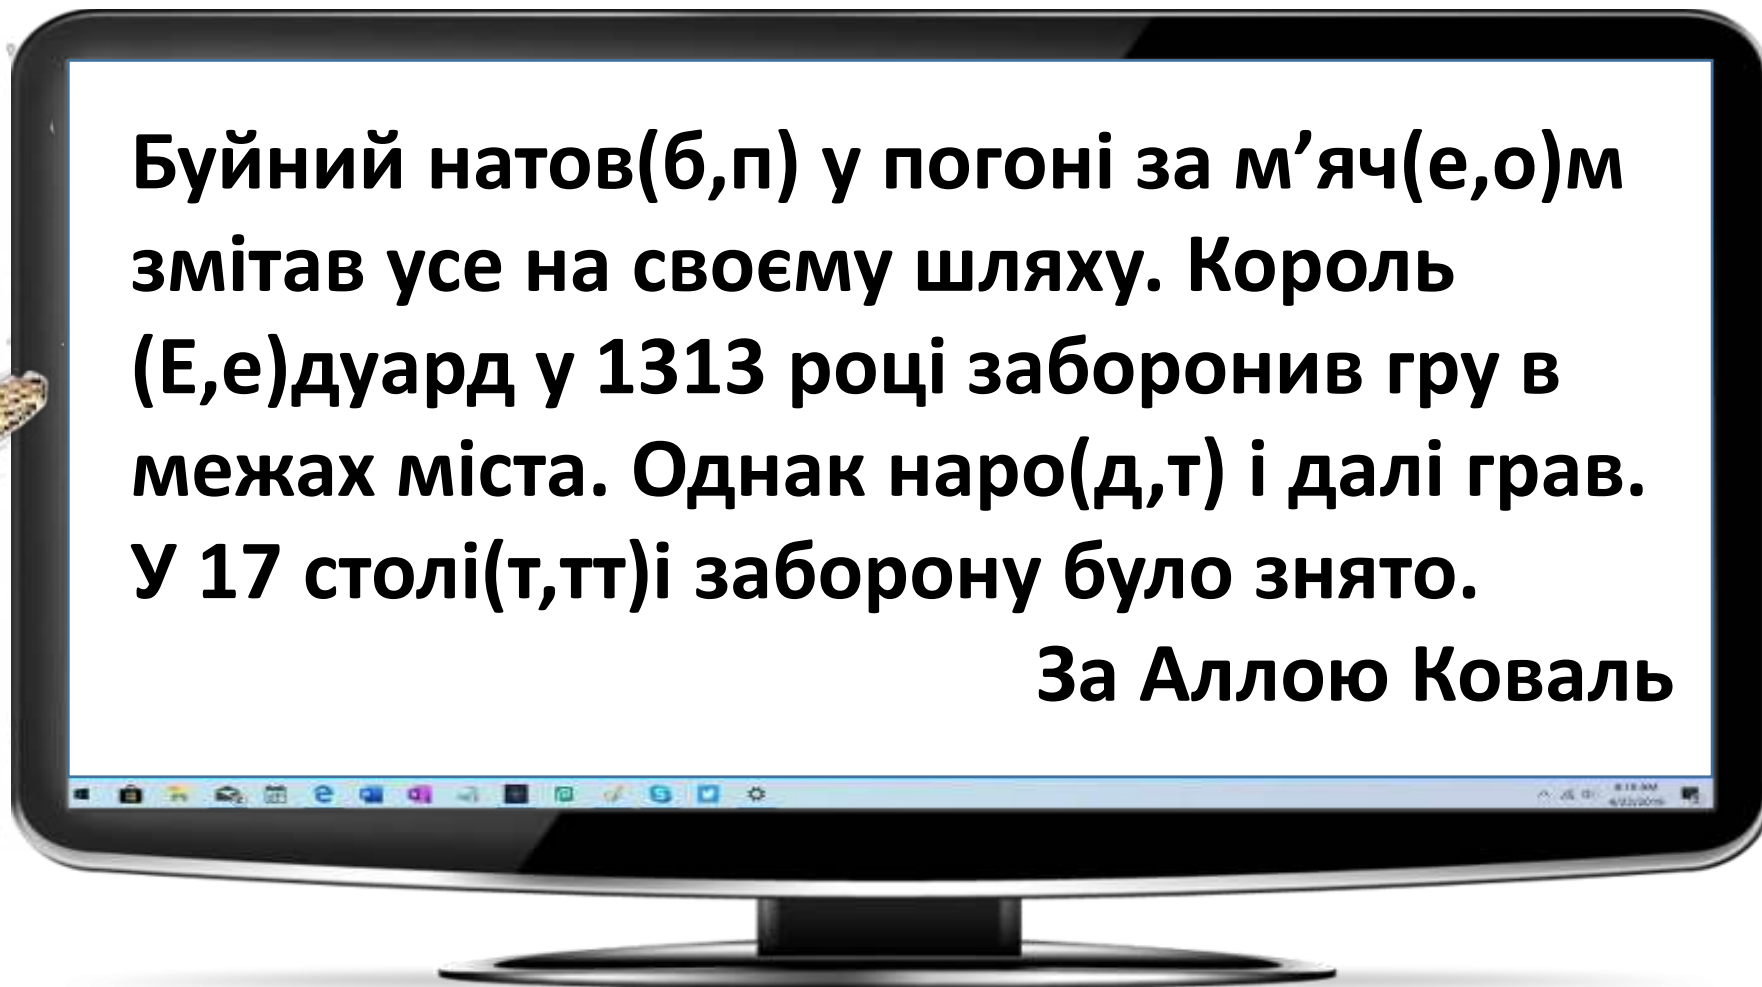 Буйний натов(б,п) у погоні за м’яч(е,о)м
змітав усе на своєму шляху. Король
(Е,е)дуард у 1313 році заборонив гру в
межах міста. Однак наро(д,т) і далі грав.
У 17 столі(т,тт)і заборону було знято.
За Аллою Коваль